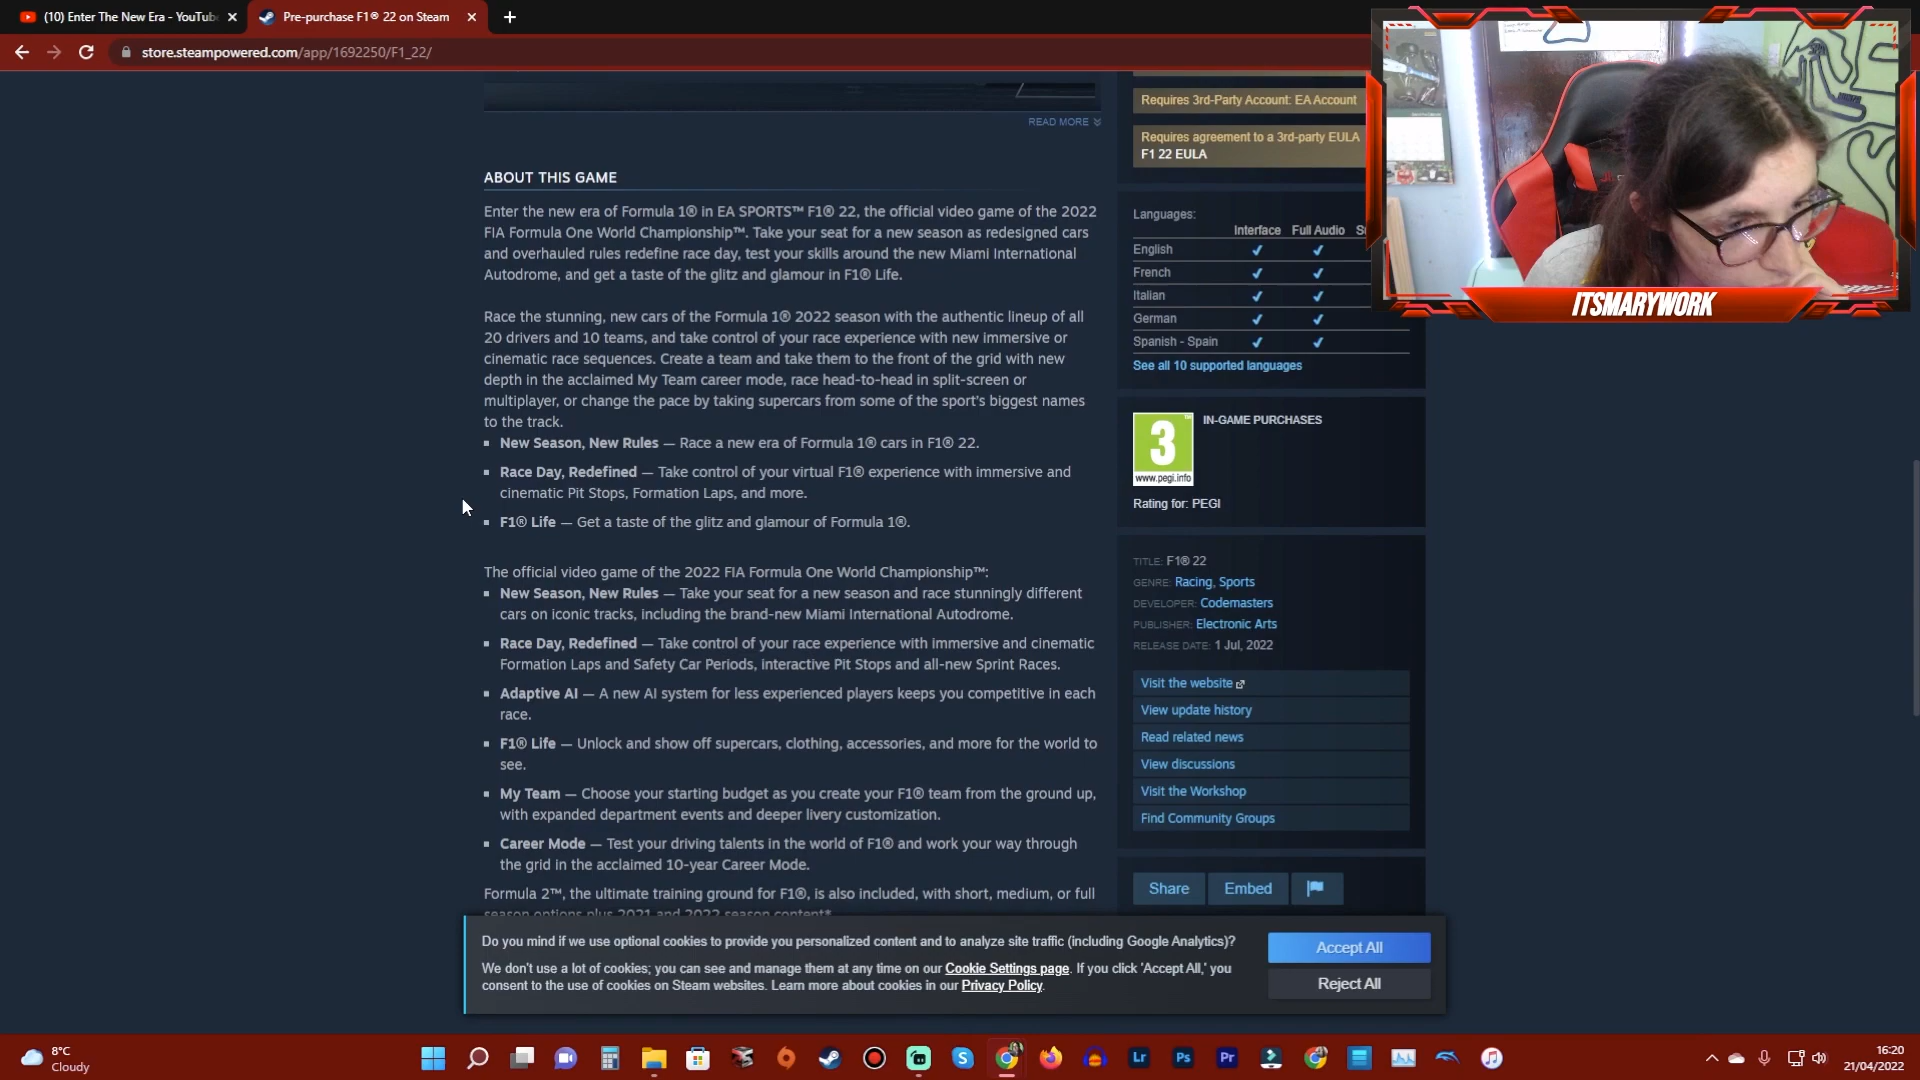 (10) Enter The New Era - YouTub
Pre-purchase F1® 22 on Steam
store.steampowered.com/app/1692250/F1_22/
READ MORE
ABOUT THIS GAME
Enter the new era of Formula 1® in EA SPORTS™ F1® 22, the official video game of the 2022
FIA Formula One World Championship™. Take your seat for a new season as redesigned cars
and overhauled rules redefine race day, test your skills around the new Miami International
Autodrome, and get a taste of the glitz and glamour in F1® Life.
Race the stunning, new cars of the Formula 1® 2022 season with the authentic lineup of all
20 drivers and 10 teams, and take control of your race experience with new immersive or
cinematic race sequences. Create a team and take them to the front of the grid with new
depth in the acclaimed My Team career mode, race head-to-head in split-screen or
multiplayer, or change the pace by taking supercars from some of the sport's biggest names
to the track.
New Season, New Rules — Race a new era of Formula 1® cars in F1® 22.
Race Day, Redefined — Take control of your virtual F1® experience with immersive and
cinematic Pit Stops, Formation Laps, and more.
F1® Life — Get a taste of the glitz and glamour of Formula 1®.
The official video game of the 2022 FIA Formula One World Championship™:
New Season, New Rules — Take your seat for a new season and race stunningly different
cars on iconic tracks, including the brand-new Miami International Autodrome.
Race Day, Redefined — Take control of your race experience with immersive and cinematic
Formation Laps and Safety Car Periods, interactive Pit Stops and all-new Sprint Races.
Adaptive AI — A new AI system for less experienced players keeps you competitive in each
race.
F1® Life — Unlock and show off supercars, clothing, accessories, and more for the world to
see.
My Team — Choose your starting budget as you create your F1® team from the ground up,
with expanded department events and deeper livery customization.
Career Mode — Test your driving talents in the world of F1® and work your way through
the grid in the acclaimed 10-year Career Mode.
Formula 2™, the ultimate training ground for F1®, is also included, with short, medium, or full
season options plus 2021 and 2022 season content*
Requires 3rd-Party Account: EA Account
Requires agreement to a 3rd-party EULA
F1 22 EULA
Languages:
Interface Full Audio
English
French
Italian
German
Spanish - Spain
See all 10 supported languages
3
www.pegi.info
IN-GAME PURCHASES
Rating for: PEGI
TITLE: F1® 22
GENRE: Racing, Sports
DEVELOPER: Codemasters
PUBLISHER: Electronic Arts
RELEASE DATE: 1 Jul, 2022
Visit the website
View update history
Read related news
View discussions
Visit the Workshop
Find Community Groups
Share Embed
Do you mind if we use optional cookies to provide you personalized content and to analyze site traffic (including Google Analytics)?
We don't use a lot of cookies; you can see and manage them at any time on our Cookie Settings page. If you click 'Accept All,' you
consent to the use of cookies on Steam websites. Learn more about cookies in our Privacy Policy.
Accept All
Reject All
ITSMARYWORK
8°C
Cloudy
Lr Ps Pr
16:20
21/04/2022